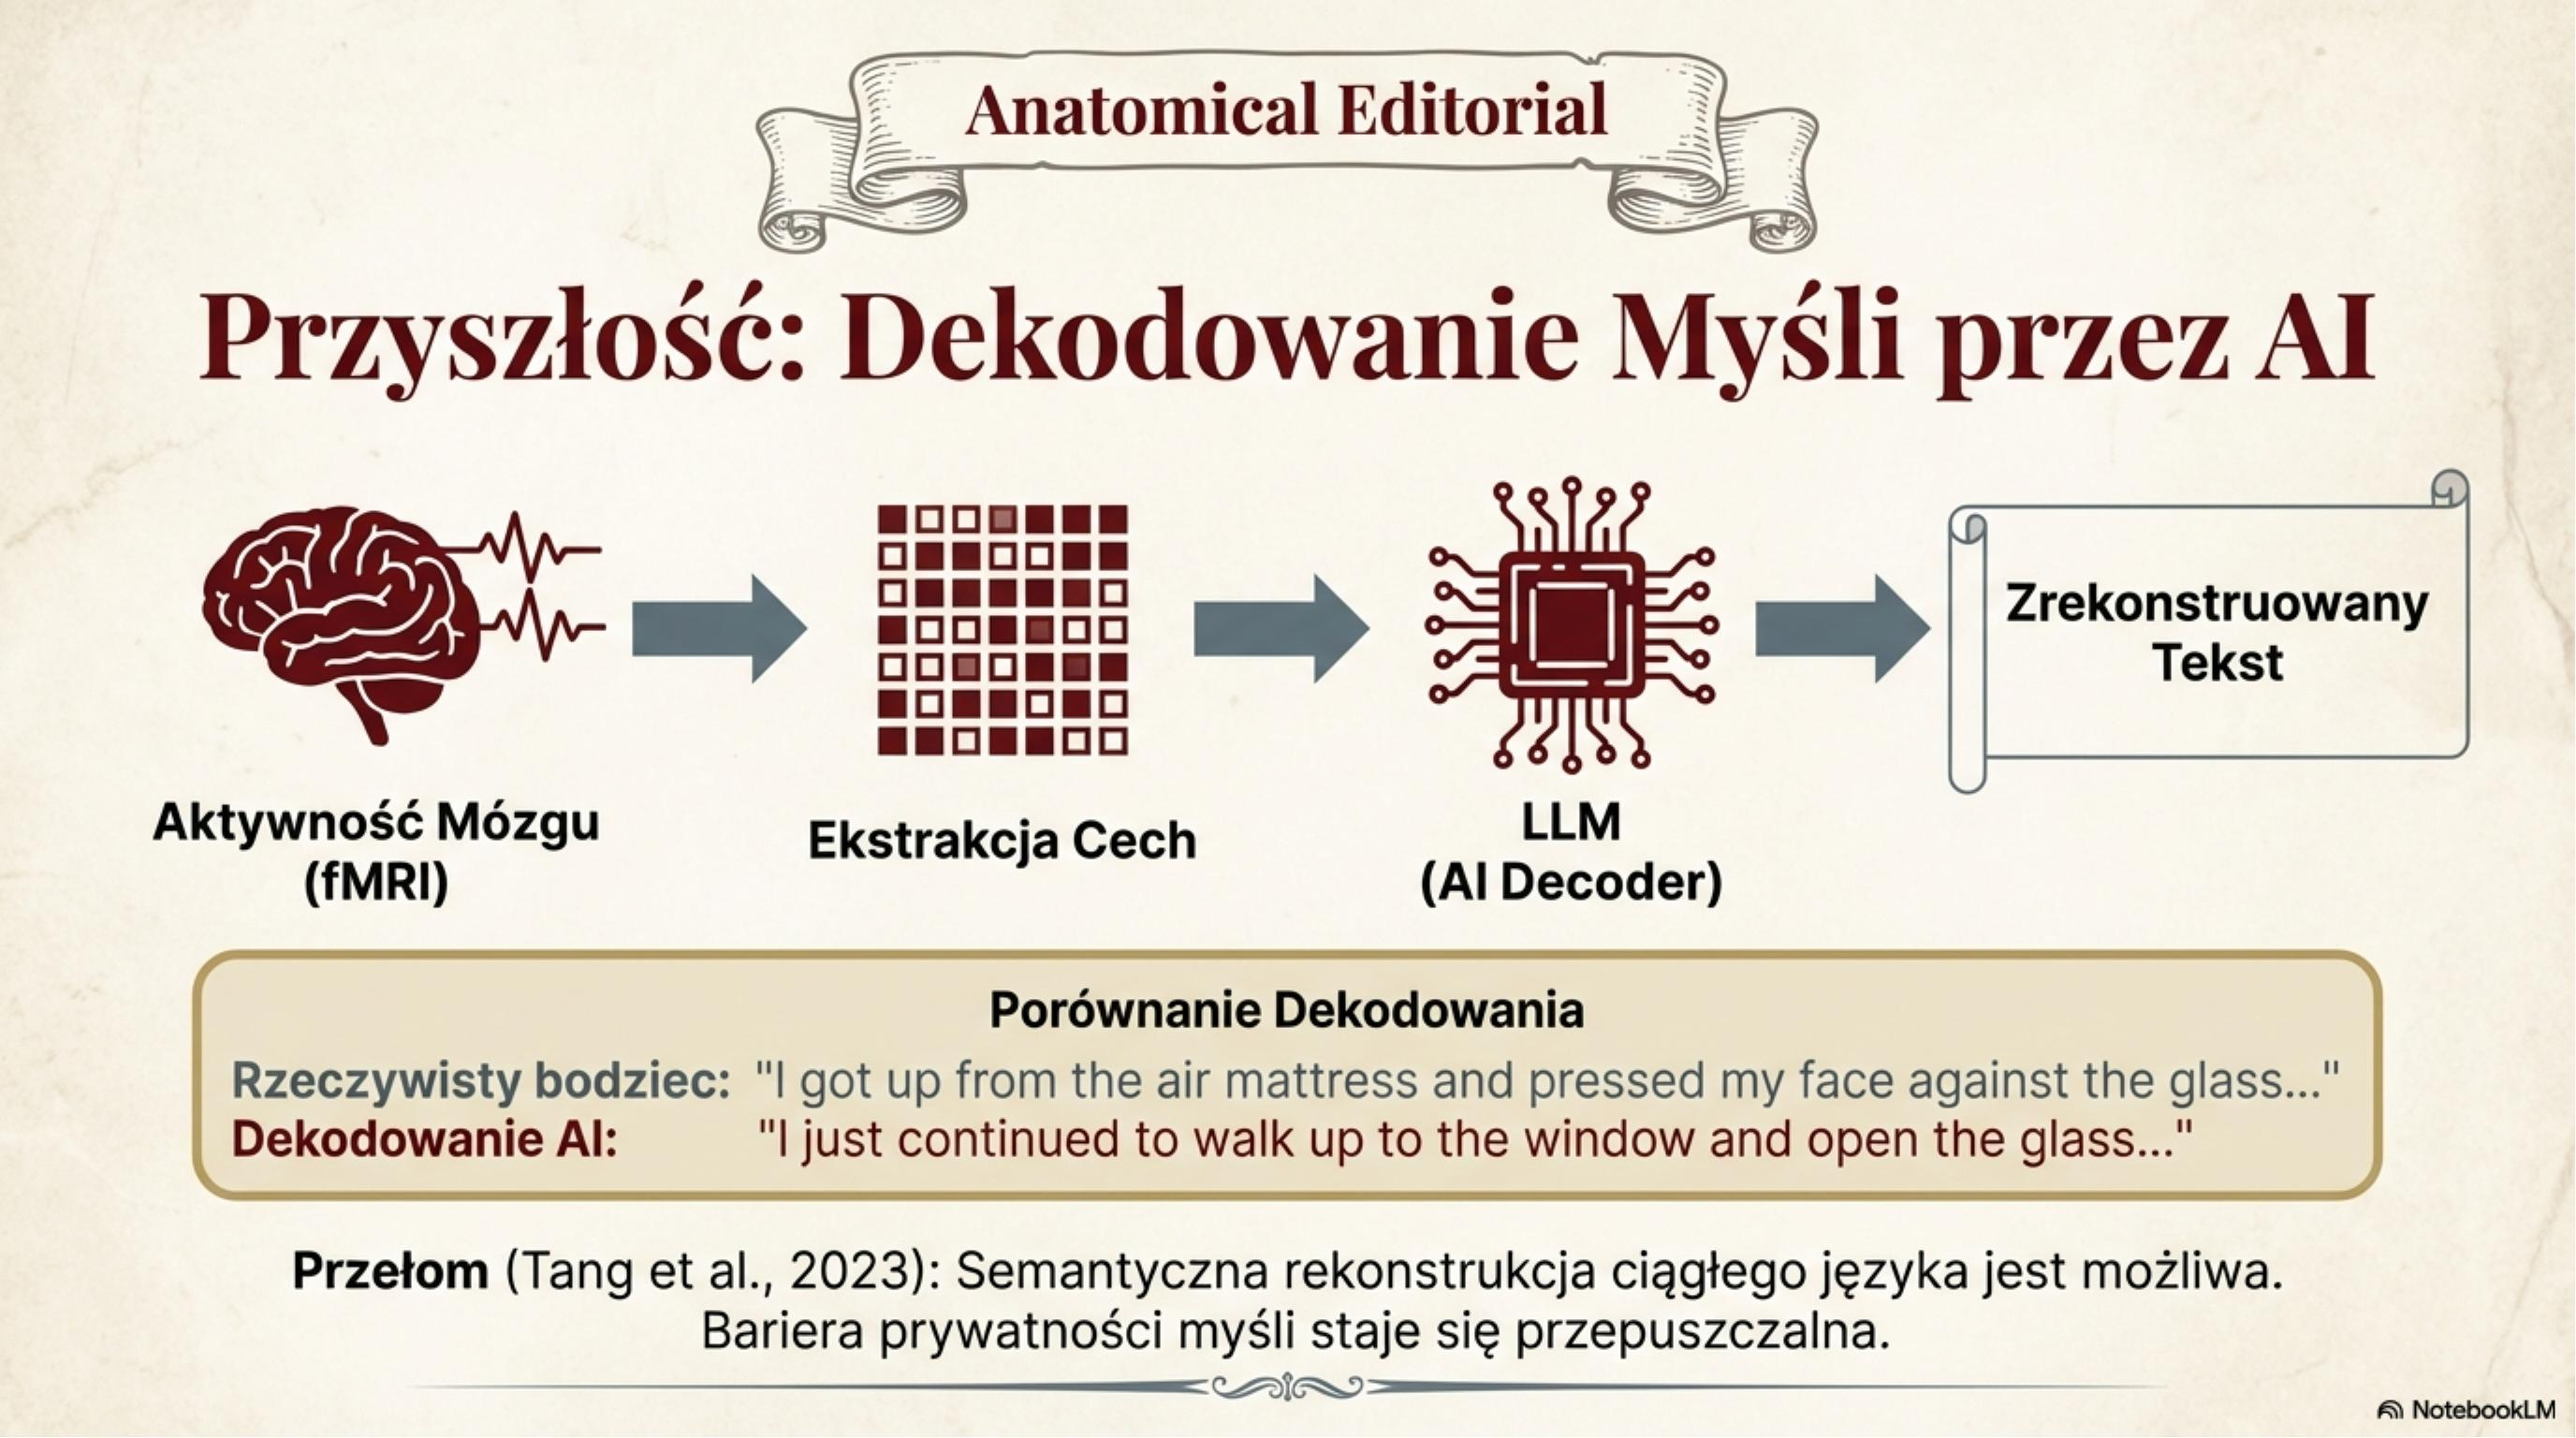 Anatomical Editorial
Przyszłość: Dekodowanie Myśli przez AI
Aktywność Mózgu
(fMRI)
Ekstrakcja Cech
LLM
(AI Decoder)
Zrekonstruowany
Tekst
Porównanie Dekodowania
Rzeczywisty bodziec: "I got up from the air mattress and pressed my face against the glass..."
Dekodowanie AI: "I just continued to walk up to the window and open the glass..."
Przełom (Tang et al., 2023): Semantyczna rekonstrukcja ciągłego języka jest możliwa.
Bariera prywatności myśli staje się przepuszczalna.
NotebookLM